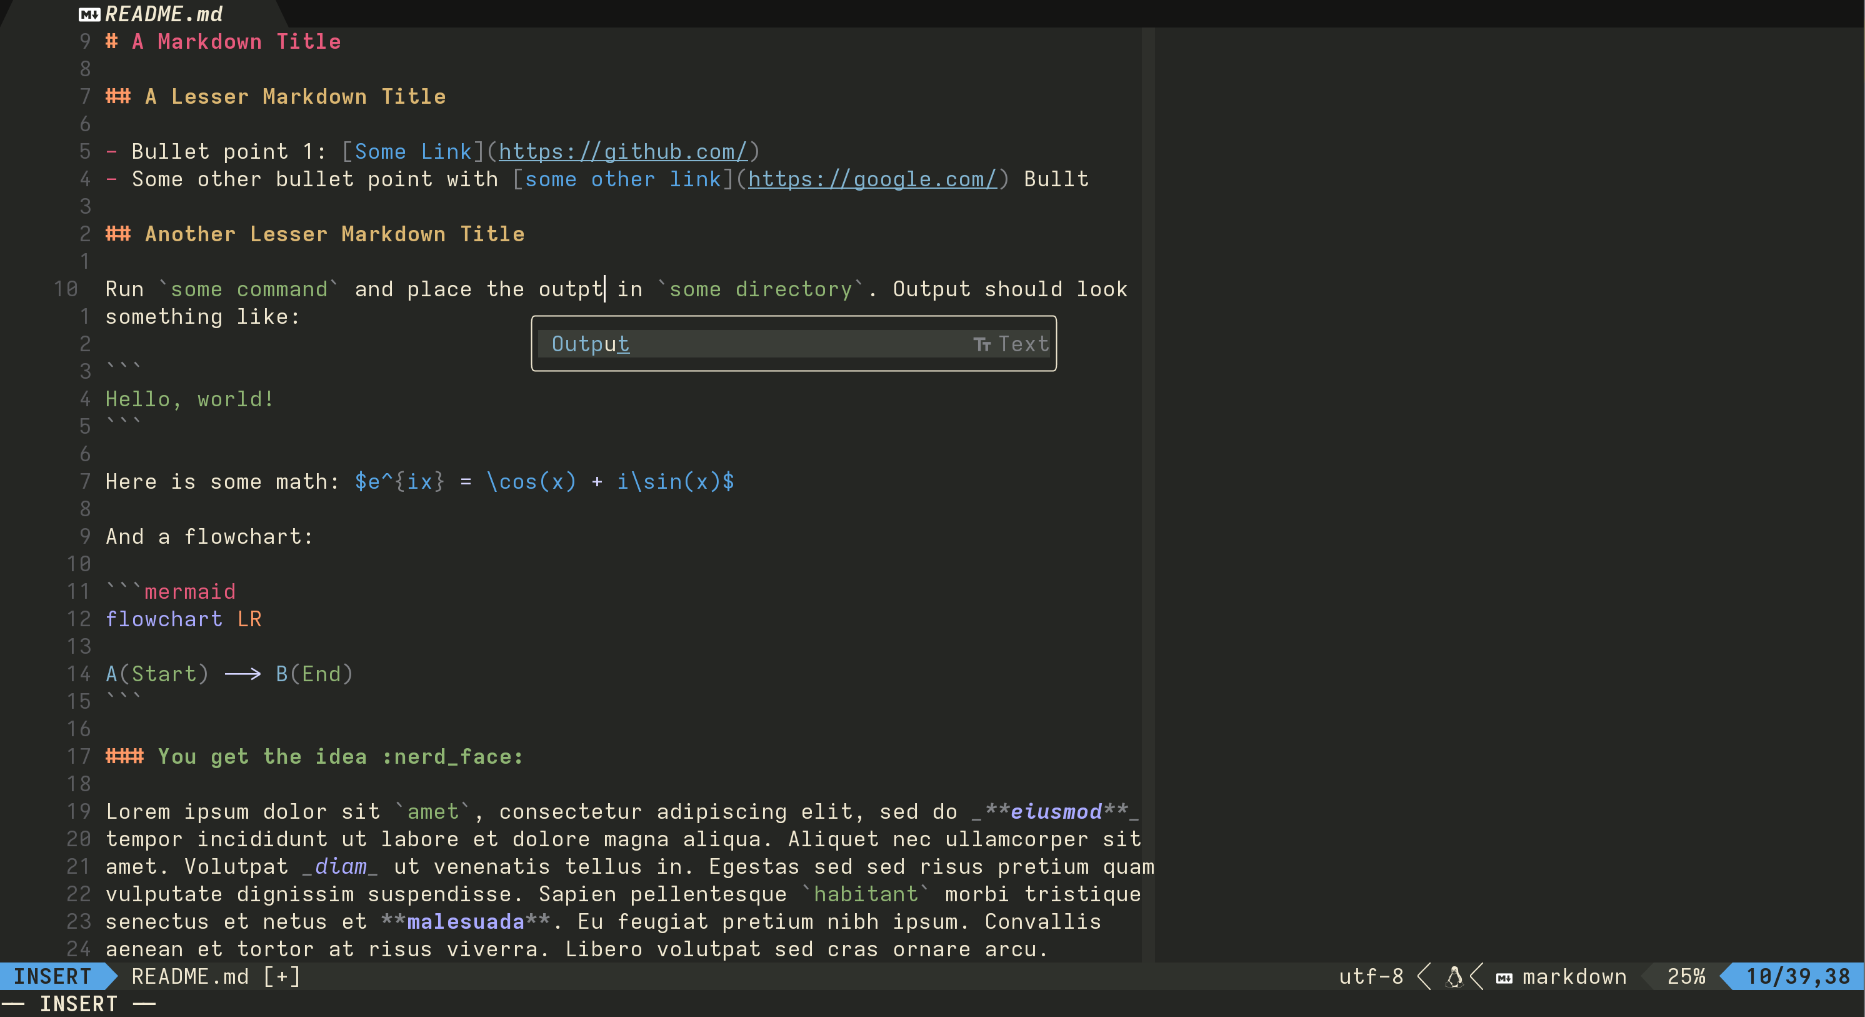 README.md
9 # A Markdown Title
8
7 ## A Lesser Markdown Title
6
5 - Bullet point 1: [Some Link](https://github.com/)
4 - Some other bullet point with [some other link](https://google.com/) Bullt
3
2 ## Another Lesser Markdown Title
1
10 Run `some command` and place the outpt in `some directory`. Output should look
1 something like:
2 Output Text
3 ```
4 Hello, world!
5 ```
6
7 Here is some math: $e^{ix} = \cos(x) + i\sin(x)$
8
9 And a flowchart:
10
11 ```mermaid
12 flowchart LR
13
14 A(Start) --> B(End)
15 ```
16
17 ### You get the idea :nerd_face:
18
19 Lorem ipsum dolor sit `amet`, consectetur adipiscing elit, sed do _**eiusmod**_
20 tempor incididunt ut labore et dolore magna aliqua. Aliquet nec ullamcorper sit
21 amet. Volutpat _diam_ ut venenatis tellus in. Egestas sed sed risus pretium quam
22 vulputate dignissim suspendisse. Sapien pellentesque `habitant` morbi tristique
23 senectus et netus et **malesuada**. Eu feugiat pretium nibh ipsum. Convallis
24 aenean et tortor at risus viverra. Libero volutpat sed cras ornare arcu.
INSERT README.md [+] utf-8 markdown 25% 10/39,38
-- INSERT --